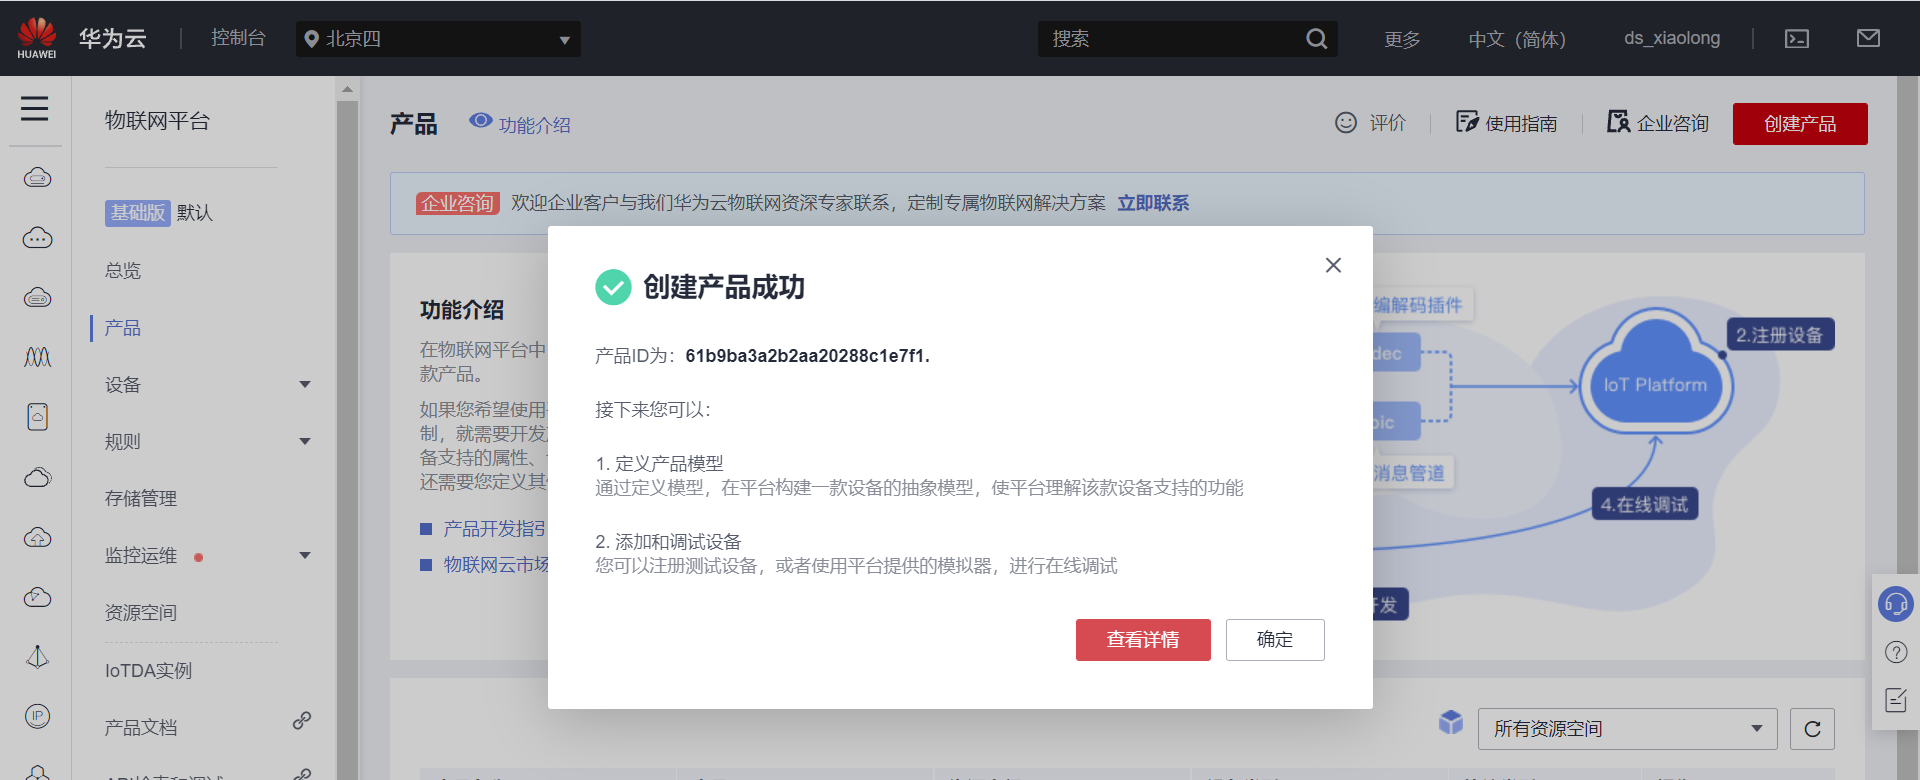 HUAWEI
华为云
控制台
北京四
搜索
更多
中文（简体）
ds_xiaolong
物联网平台
基础版 默认
总览
产品
设备
规则
存储管理
监控运维
资源空间
IoTDA实例
产品文档
IP
产品
功能介绍
评价
使用指南
企业咨询
创建产品
企业咨询 欢迎企业客户与我们华为云物联网资深专家联系，定制专属物联网解决方案 立即联系
功能介绍
在物联网平台中
款产品。
如果您希望使用
制，就需要开发
备支持的属性、
还需要您定义其
产品开发指引
物联网云市场
创建产品成功
产品ID为：61b9ba3a2b2aa20288c1e7f1.
接下来您可以：
1. 定义产品模型
通过定义模型，在平台构建一款设备的抽象模型，使平台理解该款设备支持的功能
2. 添加和调试设备
您可以注册测试设备，或者使用平台提供的模拟器，进行在线调试
查看详情
确定
编解码插件
dec
2.注册设备
IoT Platform
pic
消息管道
4.在线调试
开发
所有资源空间